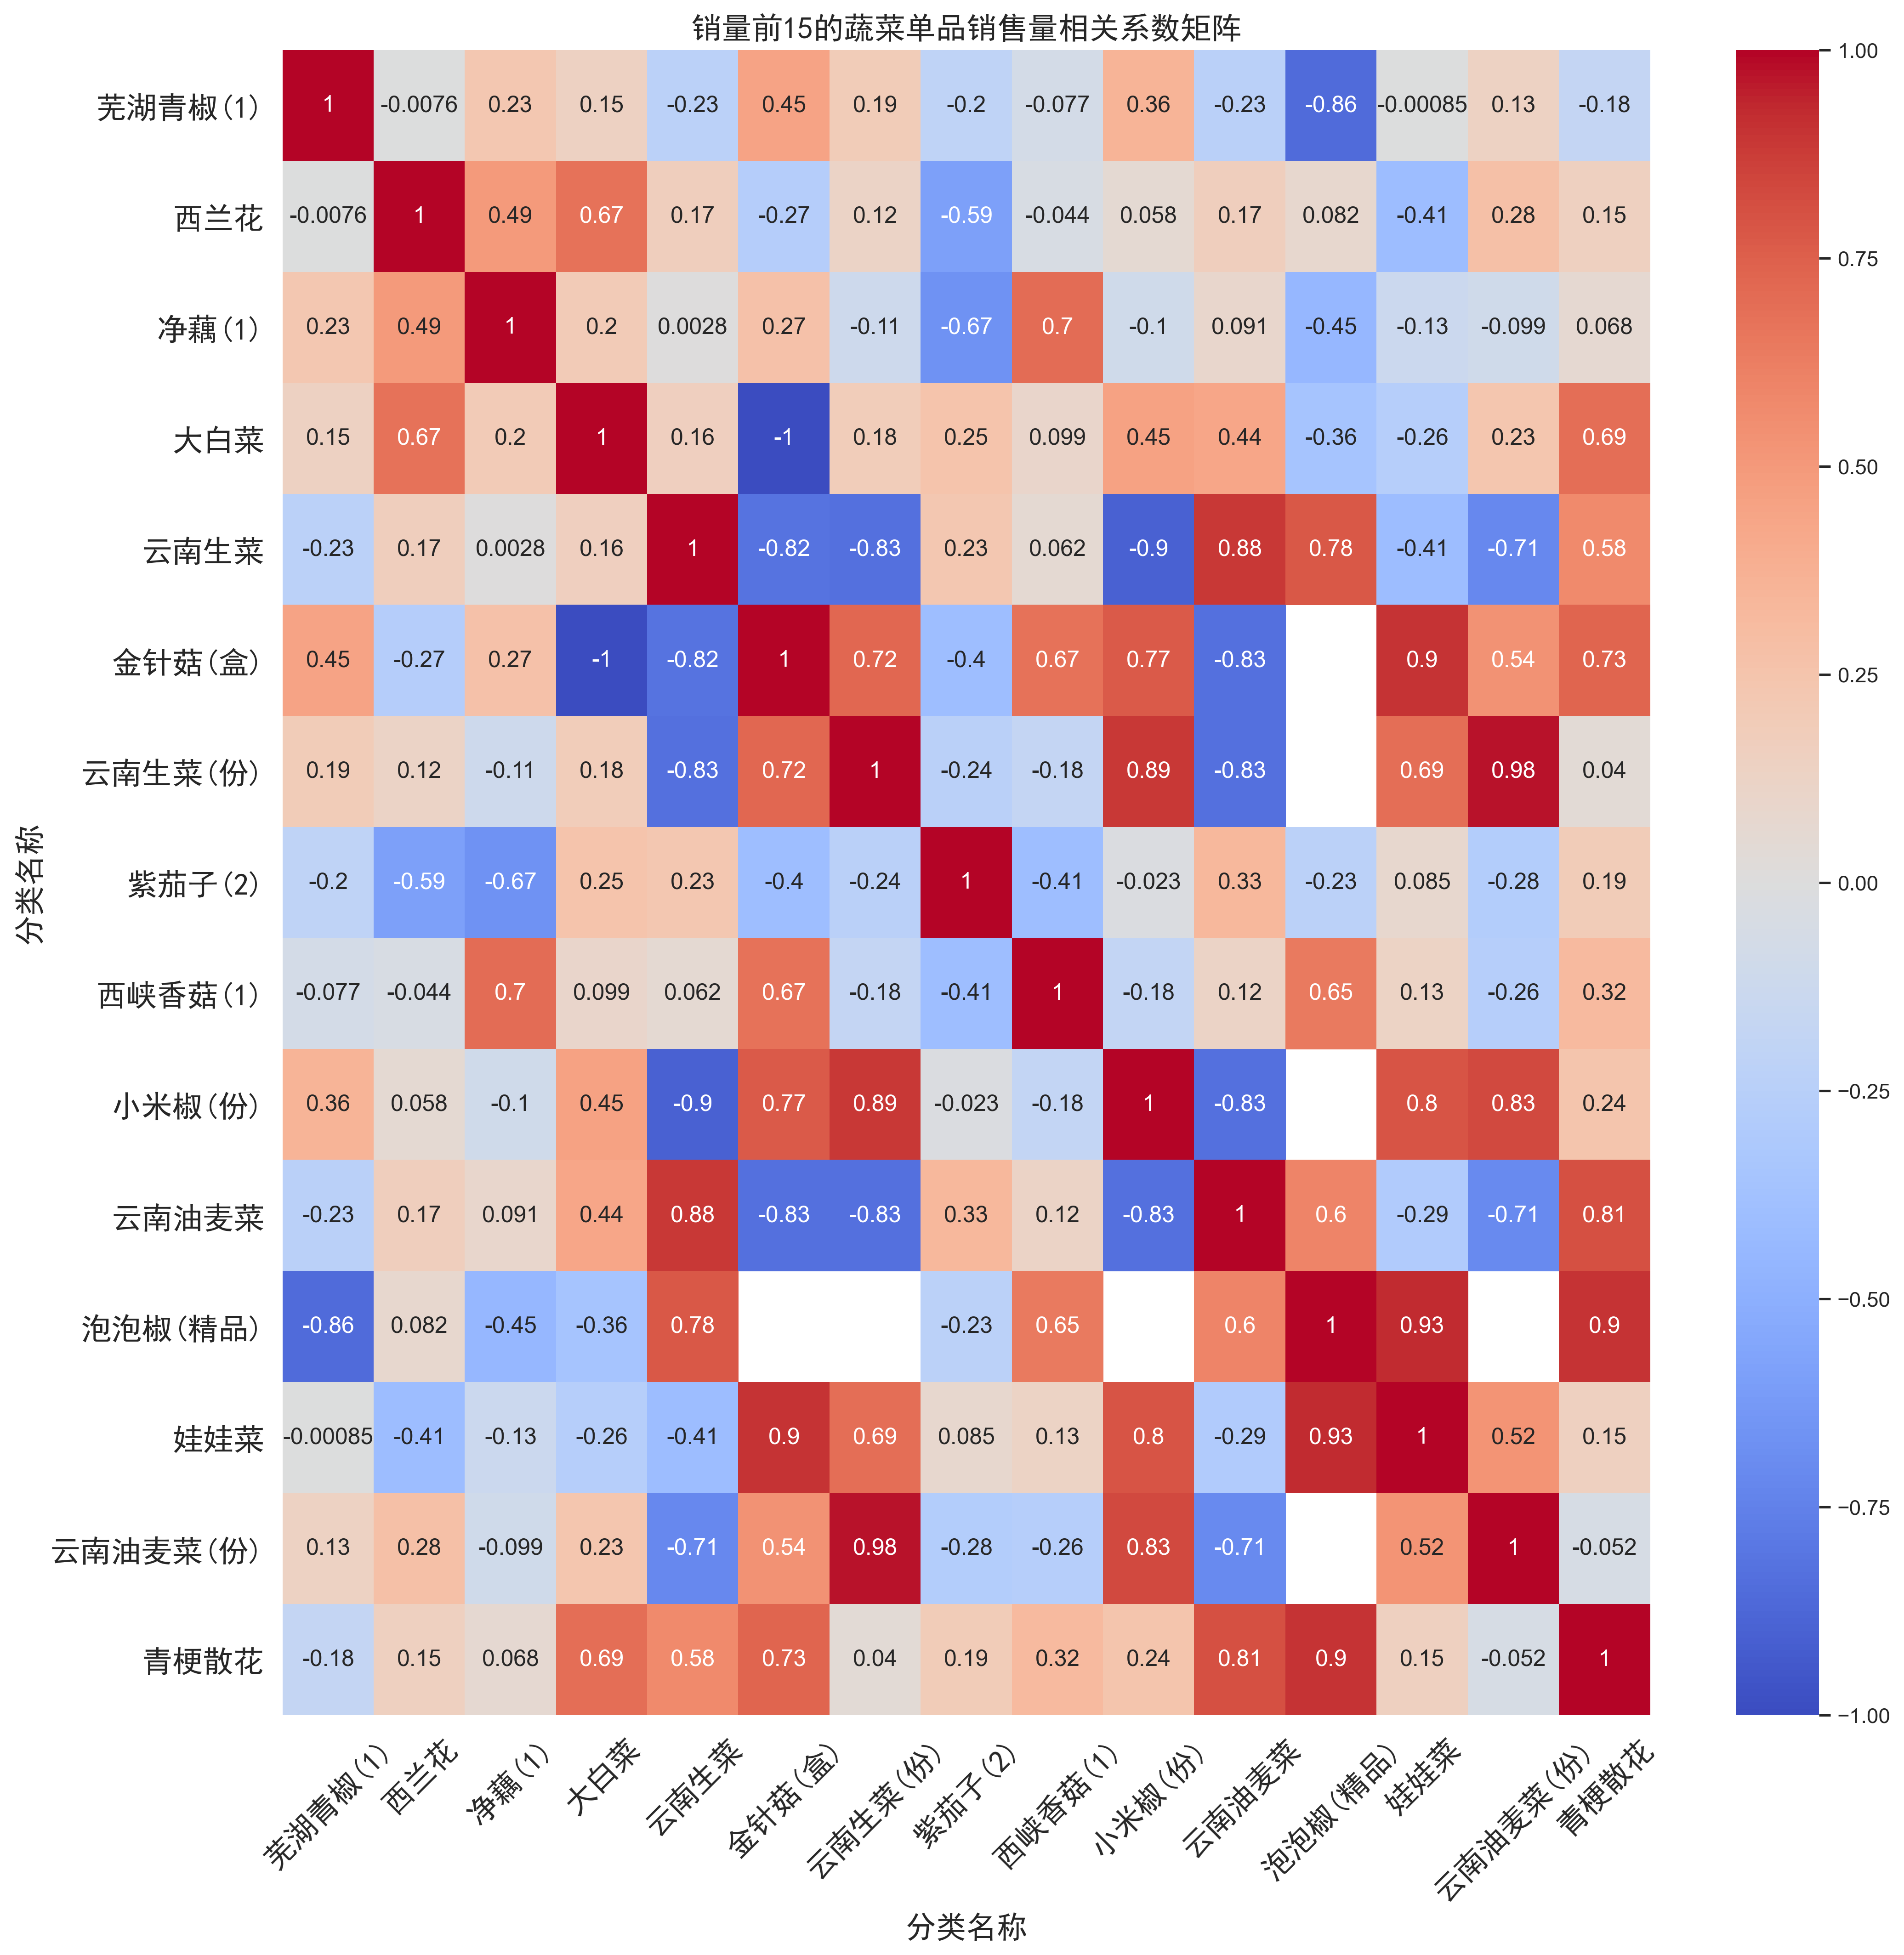 销量前15的蔬菜单品销售量相关系数矩阵
芜湖青椒(1) 1 -0.0076 0.23 0.15 -0.23 0.45 0.19 -0.2 -0.077 0.36 -0.23 -0.86 -0.00085 0.13 -0.18
西兰花 -0.0076 1 0.49 0.67 0.17 -0.27 0.12 -0.59 -0.044 0.058 0.17 0.082 -0.41 0.28 0.15
净藕(1) 0.23 0.49 1 0.2 0.0028 0.27 -0.11 -0.67 0.7 -0.1 0.091 -0.45 -0.13 -0.099 0.068
大白菜 0.15 0.67 0.2 1 0.16 -1 0.18 0.25 0.099 0.45 0.44 -0.36 -0.26 0.23 0.69
云南生菜 -0.23 0.17 0.0028 0.16 1 -0.82 -0.83 0.23 0.062 -0.9 0.88 0.78 -0.41 -0.71 0.58
金针菇(盒) 0.45 -0.27 0.27 -1 -0.82 1 0.72 -0.4 0.67 0.77 -0.83 0.9 0.54 0.73
云南生菜(份) 0.19 0.12 -0.11 0.18 -0.83 0.72 1 -0.24 -0.18 0.89 -0.83 0.69 0.98 0.04
紫茄子(2) -0.2 -0.59 -0.67 0.25 0.23 -0.4 -0.24 1 -0.41 -0.023 0.33 -0.23 0.085 -0.28 0.19
西峡香菇(1) -0.077 -0.044 0.7 0.099 0.062 0.67 -0.18 -0.41 1 -0.18 0.12 0.65 0.13 -0.26 0.32
小米椒(份) 0.36 0.058 -0.1 0.45 -0.9 0.77 0.89 -0.023 -0.18 1 -0.83 0.8 0.83 0.24
云南油麦菜 -0.23 0.17 0.091 0.44 0.88 -0.83 -0.83 0.33 0.12 -0.83 1 0.6 -0.29 -0.71 0.81
泡泡椒(精品) -0.86 0.082 -0.45 -0.36 0.78 -0.23 0.65 0.6 1 0.93 0.9
娃娃菜 -0.00085 -0.41 -0.13 -0.26 -0.41 0.9 0.69 0.085 0.13 0.8 -0.29 0.93 1 0.52 0.15
云南油麦菜(份) 0.13 0.28 -0.099 0.23 -0.71 0.54 0.98 -0.28 -0.26 0.83 -0.71 0.52 1 -0.052
青梗散花 -0.18 0.15 0.068 0.69 0.58 0.73 0.04 0.19 0.32 0.24 0.81 0.9 0.15 -0.052 1
分类名称
芜湖青椒(1) 西兰花 净藕(1) 大白菜 云南生菜 金针菇(盒) 云南生菜(份) 紫茄子(2) 西峡香菇(1) 小米椒(份) 云南油麦菜 泡泡椒(精品) 娃娃菜 云南油麦菜(份) 青梗散花
分类名称
1.00
0.75
0.50
0.25
0.00
−0.25
−0.50
−0.75
−1.00